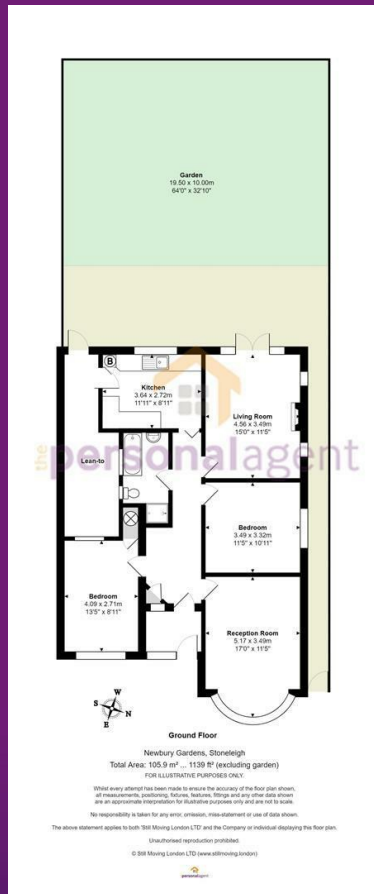 Garden
19.50 x 10.00m
64'0" x 32'10"
B
Kitchen
3.64 x 2.72m
11'11" x 8'11"
Living Room
4.56 x 3.49m
15'0" x 11'5"
the personalagent
Lean-to
Bedroom
3.49 x 3.32m
11'5" x 10'11"
Bedroom
4.09 x 2.71m
13'5" x 8'11"
Reception Room
5.17 x 3.49m
17'0" x 11'5"
W
S
N
E
Ground Floor
Newbury Gardens, Stoneleigh
Total Area: 105.9 m² ... 1139 ft² (excluding garden)
FOR ILLUSTRATIVE PURPOSES ONLY.
Whilst every attempt has been made to ensure the accuracy of the floor plan shown,
all measurements, positioning, fixtures, features, fittings and any other data shown
are an approximate interpretation for illustrative purposes only and are not to scale.
No responsibility is taken for any error, omission, miss-statement or use of data shown.
The above statement applies to both 'Still Moving London LTD' and the Company or individual displaying this floor plan.
Unauthorised reproduction prohibited.
© Still Moving London LTD (www.stillmoving.london)
personalagent